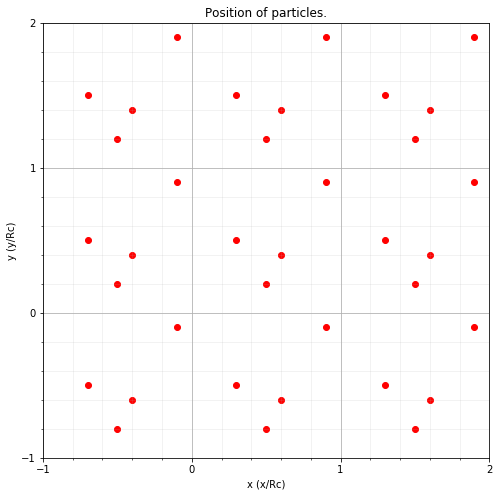 Position of particles.
2
1
0
−1
y (y/Rc)
−1 0 1 2
x (x/Rc)